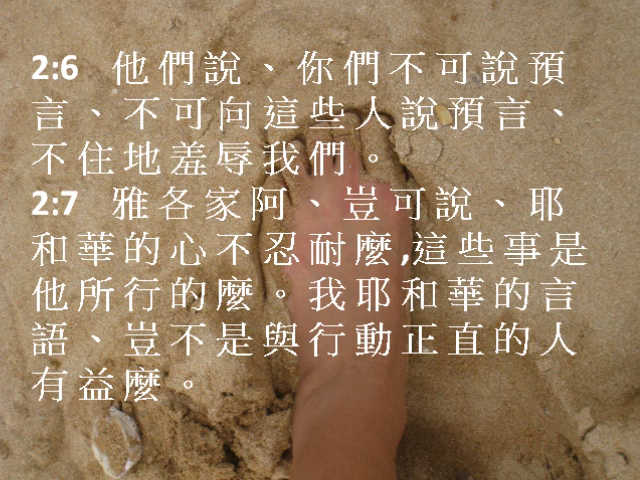 2:6 他們說、你們不可說預
言、不可向這些人說預言、
不住地羞辱我們。
2:7 雅各家阿、豈可說、耶
和華的心不忍耐麼,這些事是
他所行的麼。我耶和華的言
語、豈不是與行動正直的人
有益麼。